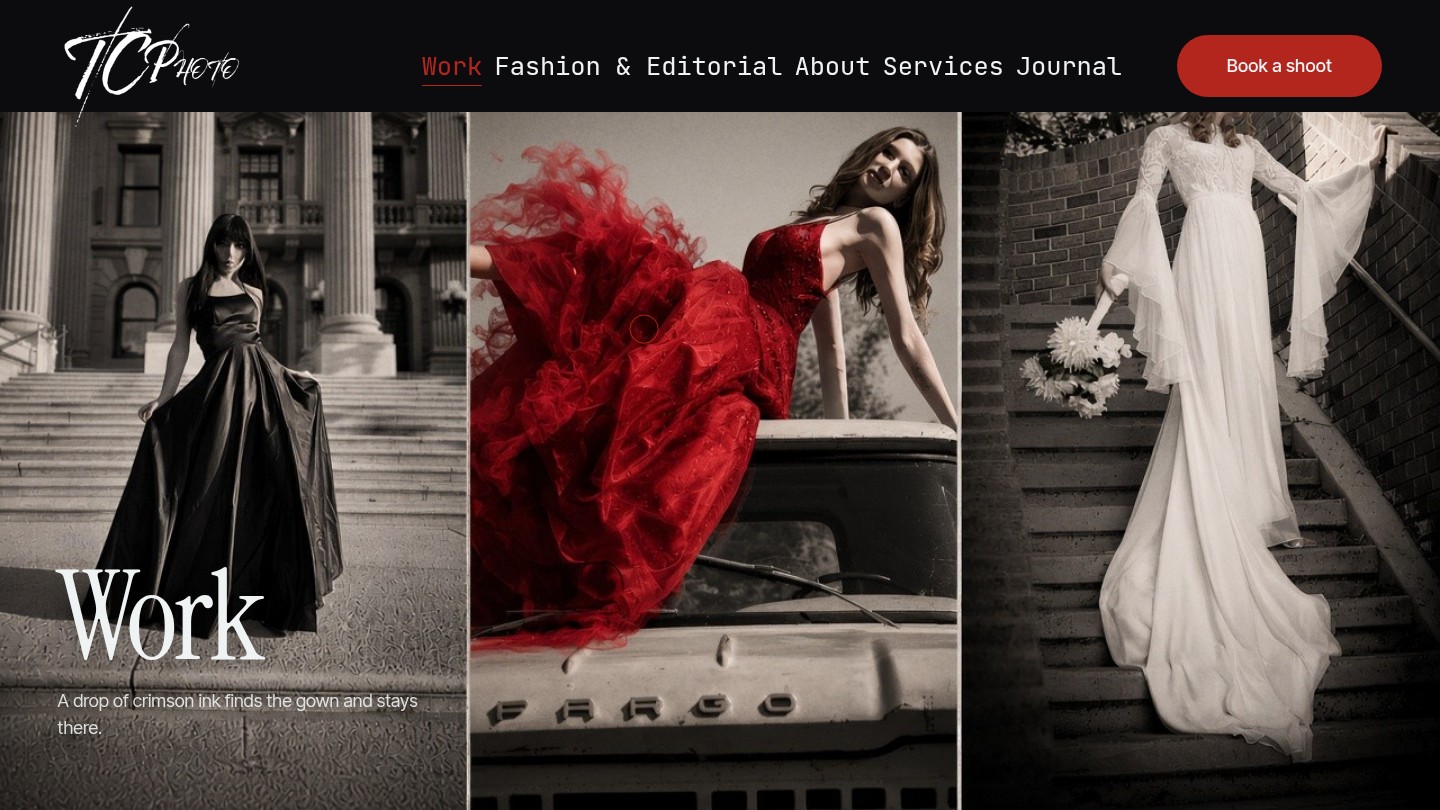 TCPHOTO
Work Fashion & Editorial About Services Journal
Book a shoot
FARGO
Work
A drop of crimson ink finds the gown and stays
there.